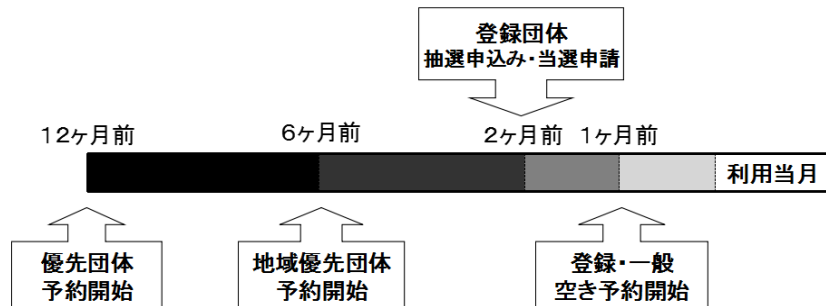 登録団体
抽選申込み・当選申請
12ヶ月前
6ヶ月前
2ヶ月前
1ヶ月前
利用当月
優先団体
予約開始
地域優先団体
予約開始
登録・一般
空き予約開始